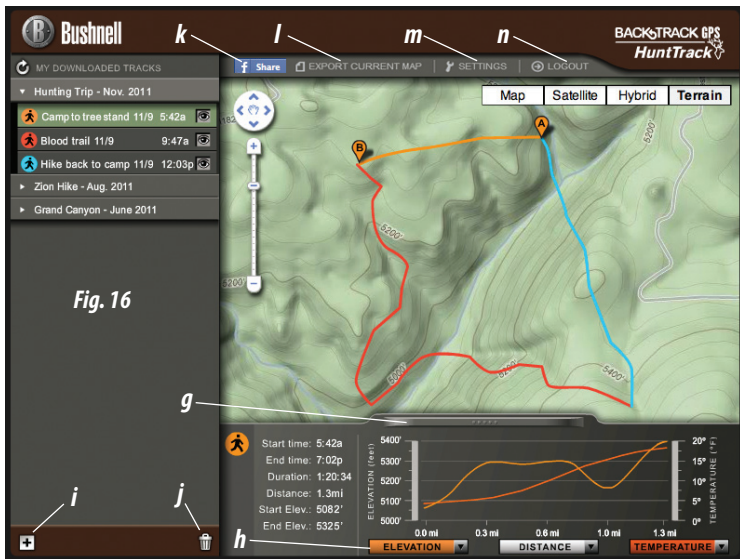 B Bushnell
k
l
m
n
BACKTRACK GPS
HuntTrack
MY DOWNLOADED TRACKS
f Share
EXPORT CURRENT MAP
SETTINGS
LOGOUT
Hunting Trip - Nov. 2011
Camp to tree stand 11/9 5:42a
Blood trail 11/9 9:47a
Hike back to camp 11/9 12:03p
Zion Hike - Aug. 2011
Grand Canyon - June 2011
Map Satellite Hybrid Terrain
5200'
A
B
5200'
5200'
5000'
5200'
5400'
Fig. 16
g
Start time: 5:42a
End time: 7:02p
Duration: 1:20:34
Distance: 1.3mi
Start Elev.: 5082'
End Elev.: 5325'
ELEVATION (feet)
5400'
5300'
5200'
5100'
5000'
20°
15°
10°
5°
0°
TEMPERATURE (°F)
0.0 mi 0.3 mi 0.6 mi 1.0 mi 1.3 mi
h
ELEVATION DISTANCE TEMPERATURE
i
j